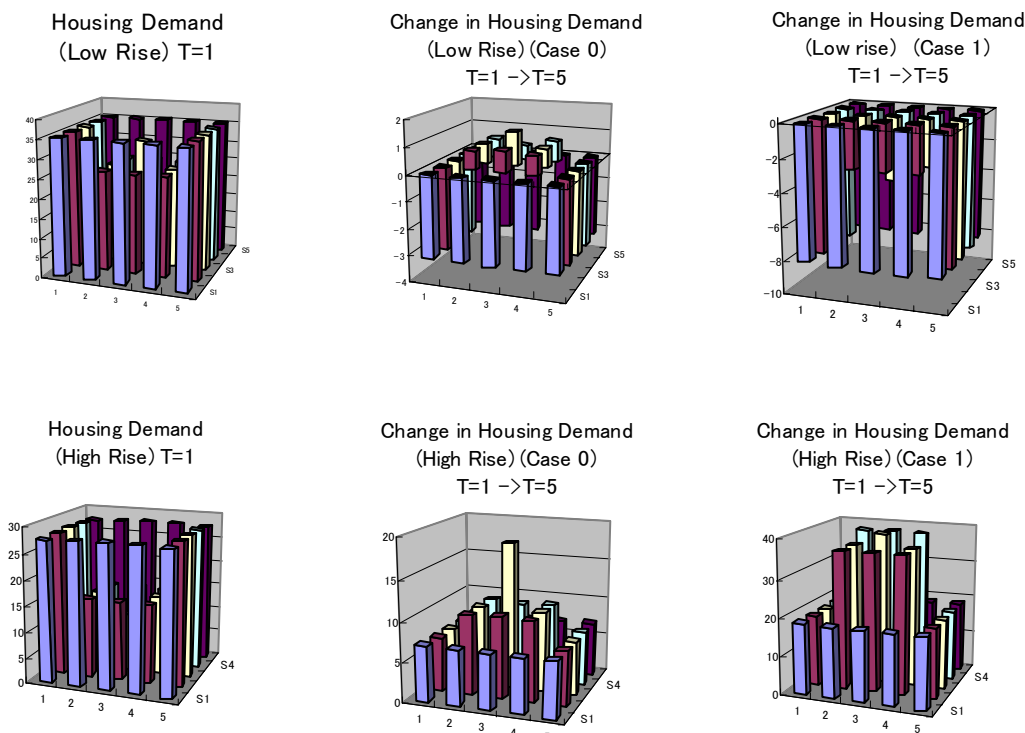 Housing Demand
(Low Rise) T=1
40
35
30
25
20
15
10
5
0
1
2
3
4
5
S1
S3
S5
Change in Housing Demand
(Low Rise) (Case 0)
T=1 ->T=5
2
1
0
-1
-2
-3
-4
1
2
3
4
5
S1
S3
S5
Change in Housing Demand
(Low rise) (Case 1)
T=1 ->T=5
0
-2
-4
-6
-8
-10
1
2
3
4
5
S1
S3
S5
Housing Demand
(High Rise) T=1
30
25
20
15
10
5
0
1
2
3
4
5
S1
S4
Change in Housing Demand
(High Rise) (Case 0)
T=1 ->T=5
20
15
10
5
0
1
2
3
S1
S4
Change in Housing Demand
(High Rise) (Case 1)
T=1 ->T=5
40
30
20
10
0
1
2
3
4
5
S1
S4